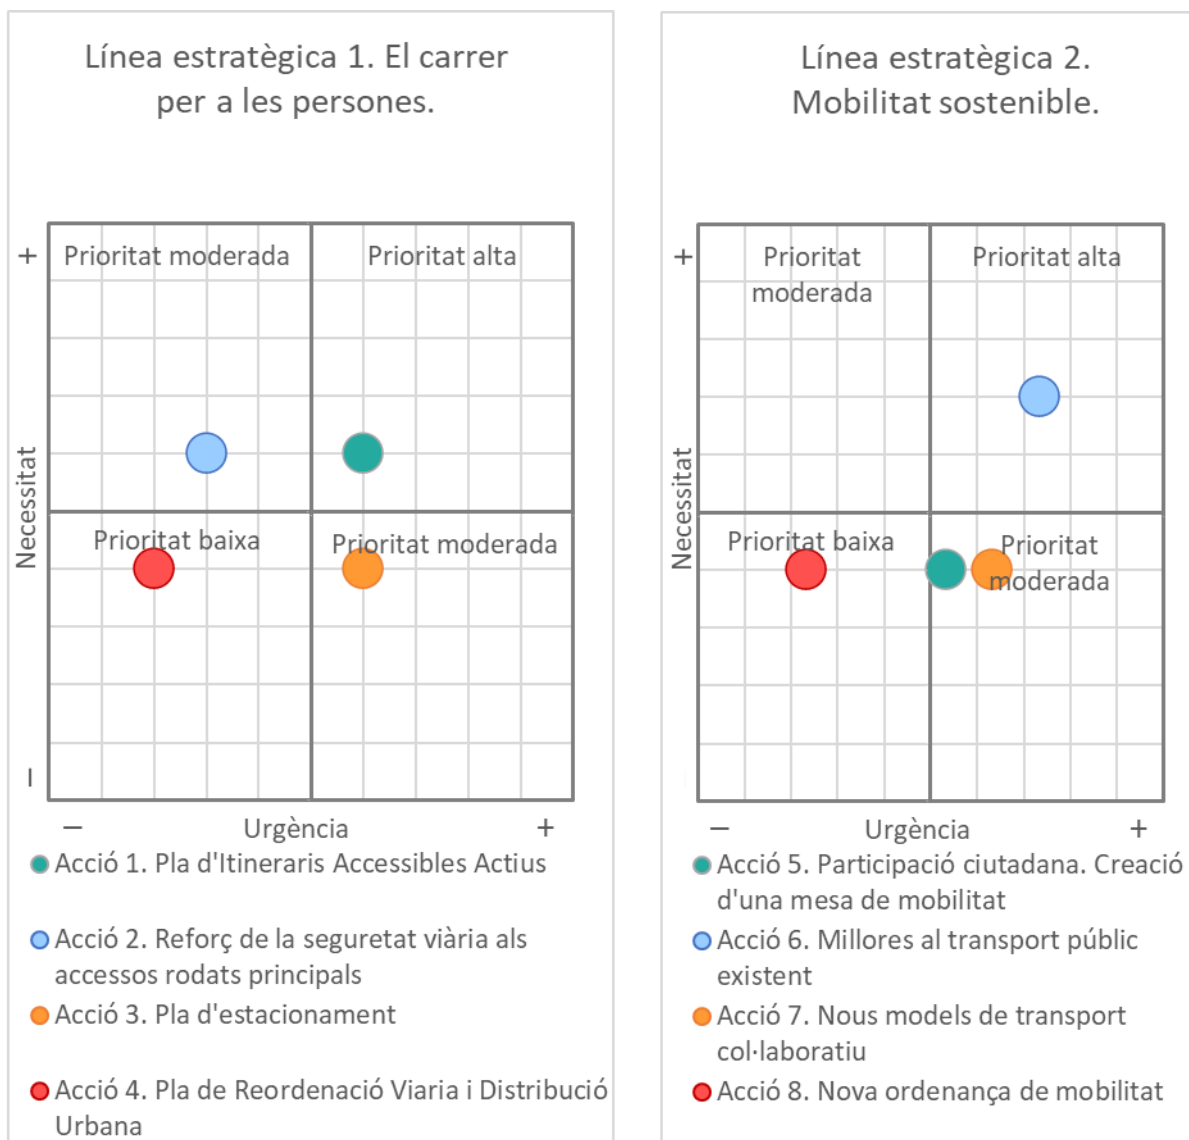 Línea estratègica 1. El carrer
per a les persones.
+
Prioritat moderada
Prioritat alta
Necessitat
Prioritat baixa
Prioritat moderada
–
–
Urgència
+
Acció 1. Pla d'Itineraris Accessibles Actius
Acció 2. Reforç de la seguretat viària als
accessos rodats principals
Acció 3. Pla d'estacionament
Acció 4. Pla de Reordenació Viaria i Distribució
Urbana
Línea estratègica 2.
Mobilitat sostenible.
+
Prioritat
moderada
Prioritat alta
Necessitat
Prioritat baixa
Prioritat
moderada
–
Urgència
+
Acció 5. Participació ciutadana. Creació
d'una mesa de mobilitat
Acció 6. Millores al transport públic
existent
Acció 7. Nous models de transport
col·laboratiu
Acció 8. Nova ordenança de mobilitat